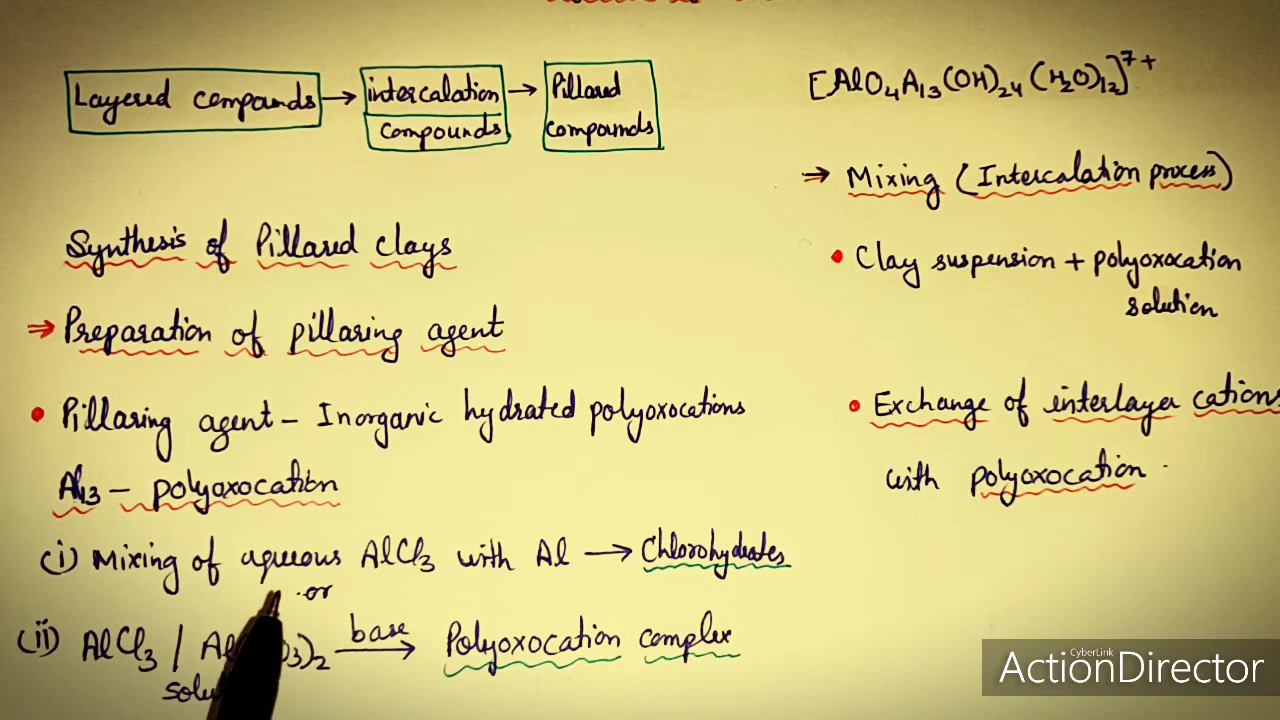 Layered compounds → intercalation compounds → Pillared compounds
Synthesis of Pillared clays
⇒ Preparation of pillaring agent
• Pillaring agent – Inorganic hydrated polyoxocations
Al13 – polyoxocation
(i) Mixing of aqueous AlCl3 with Al → Chlorohydrates
or
(ii) AlCl3 / Al 3)2 base → Polyoxocation complex
[AlO4A13(OH)24(H2O)12]7+
⇒ Mixing (Intercalation process)
• Clay suspension + polyoxocation
solution
• Exchange of interlayer cations
with polyoxocation
CyberLink
ActionDirector